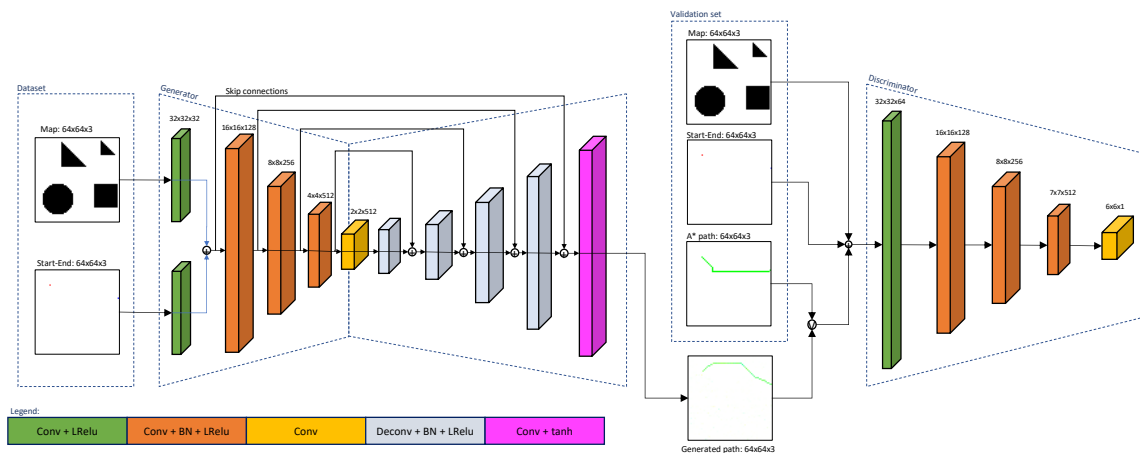 Dataset
Map: 64x64x3
Start-End: 64x64x3
Generator
Skip connections
32x32x32
16x16x128
8x8x256
4x4x512
2x2x512
Validation set
Map: 64x64x3
Start-End: 64x64x3
A* path: 64x64x3
Generated path: 64x64x3
Discriminator
32x32x64
16x16x128
8x8x256
7x7x512
6x6x1
Legend:
Conv + LRelu
Conv + BN + LRelu
Conv
Deconv + BN + LRelu
Conv + tanh